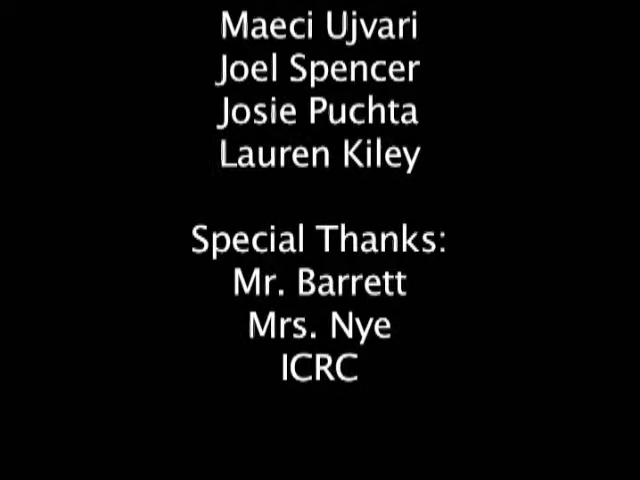 Maeci Ujvari
Joel Spencer
Josie Puchta
Lauren Kiley
Special Thanks:
Mr. Barrett
Mrs. Nye
ICRC